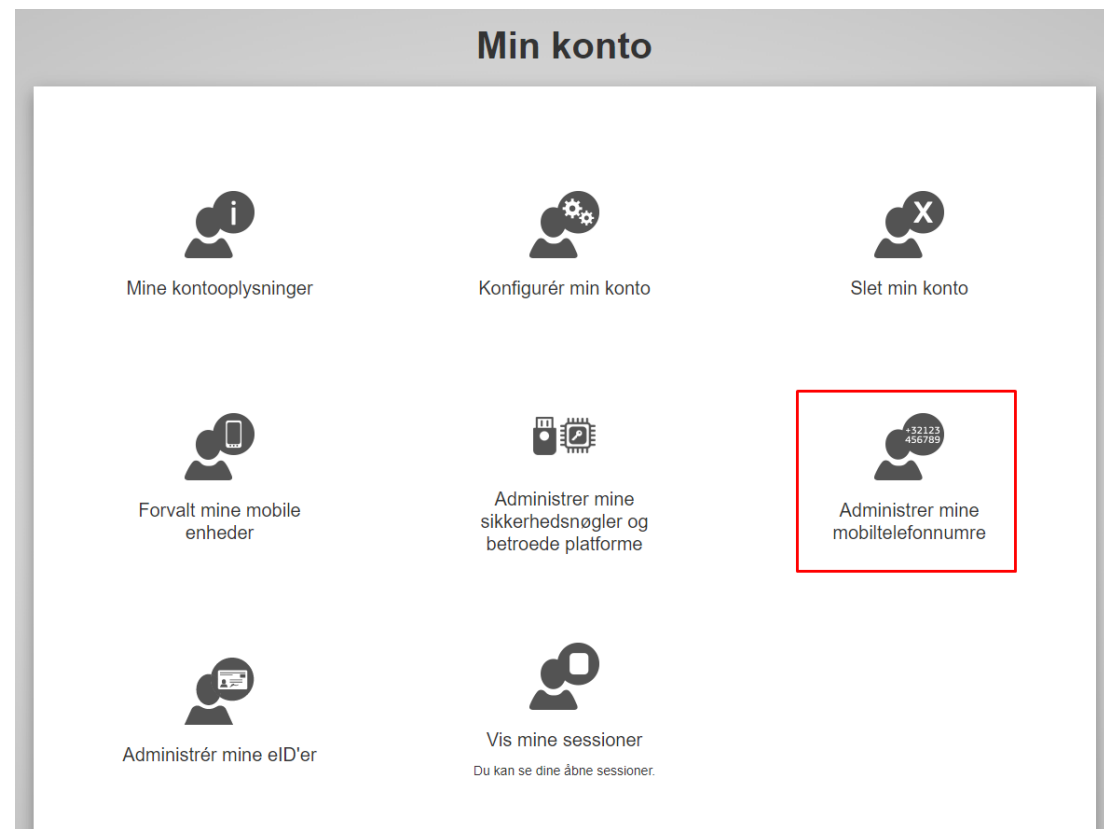 Min konto
i
X
Mine kontooplysninger
Konfigurér min konto
Slet min konto
+32123
456789
Forvalt mine mobile
enheder
Administrer mine
sikkerhedsnøgler og
betroede platforme
Administrer mine
mobiltelefonnumre
Administrér mine eID'er
Vis mine sessioner
Du kan se dine åbne sessioner.